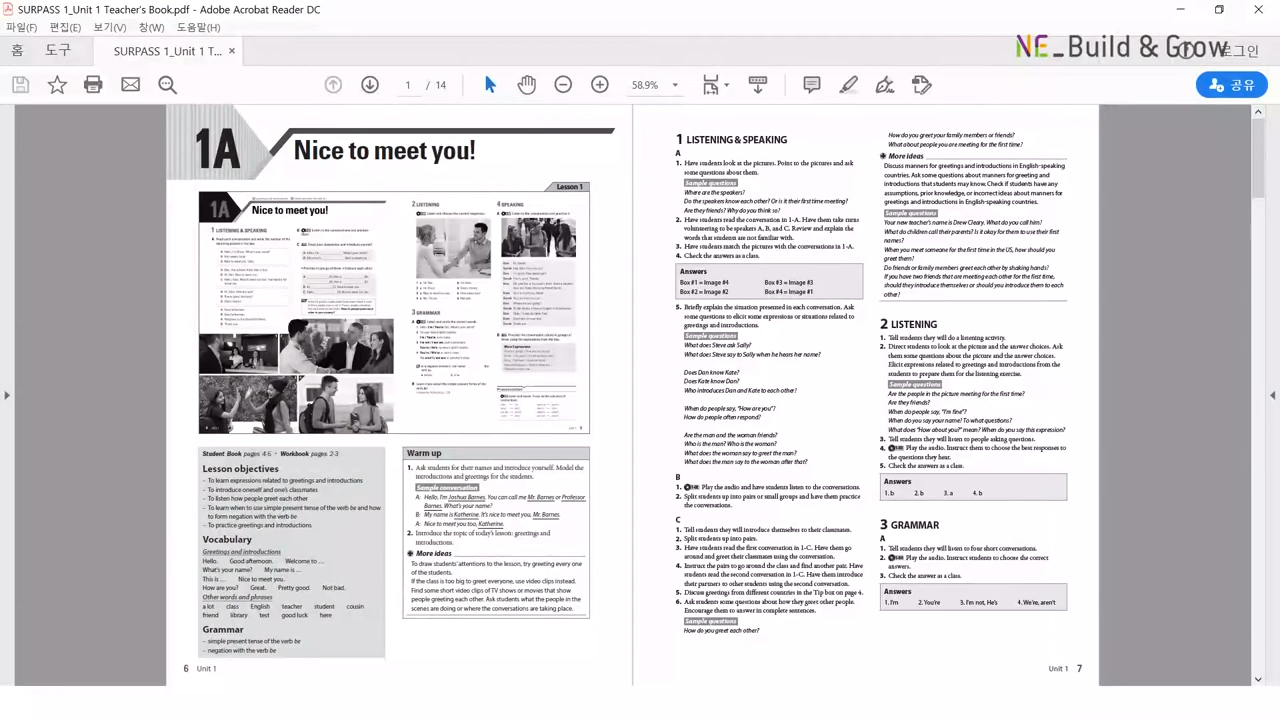 SURPASS 1_Unit 1 Teacher's Book.pdf - Adobe Acrobat Reader DC
파일(F) 편집(E) 보기(V) 창(W) 도움말(H)
홈 도구 SURPASS 1_Unit 1 T... × 로그인
NE_Build & Grow
1 / 14 58.9% 공유
1A Nice to meet you!
Lesson 1
1A Nice to meet you!
1 LISTENING & SPEAKING
2 LISTENING
3 GRAMMAR
4 SPEAKING
Student Book pages 4-6 • Workbook pages 2-3
Lesson objectives
– To learn expressions related to greetings and introductions
– To introduce oneself and one's classmates
– To listen how people greet each other
– To learn when to use simple present tense of the verb be and how
to form negation with the verb be
– To practice greetings and introductions
Vocabulary
Greetings and introductions
Hello. Good afternoon. Welcome to ....
What's your name? My name is ....
This is .... Nice to meet you.
How are you? Great. Pretty good. Not bad.
Other words and phrases
a lot class English teacher student cousin
friend library test good luck here
Grammar
– simple present tense of the verb be
– negation with the verb be
Warm up
1. Ask students for their names and introduce yourself. Model the
introductions and greetings for the students.
Sample conversation
A: Hello, I'm Joshua Barnes. You can call me Mr. Barnes or Professor
Barnes. What's your name?
B: My name is Katherine. It's nice to meet you, Mr. Barnes.
A: Nice to meet you too, Katherine.
2. Introduce the topic of today's lesson: greetings and
introductions.
More ideas
To draw students' attentions to the lesson, try greeting every one
of the students.
If the class is too big to greet everyone, use video clips instead.
Find some short video clips of TV shows or movies that show
people greeting each other. Ask students what the people in the
scenes are doing or where the conversations are taking place.
6 Unit 1
1 LISTENING & SPEAKING
A
1. Have students look at the pictures. Point to the pictures and ask
some questions about them.
Sample questions
Where are the speakers?
Do the speakers know each other? Or is it their first time meeting?
Are they friends? Why do you think so?
2. Have students read the conversation in 1-A. Have them take turns
volunteering to be speakers A, B, and C. Review and explain the
words that students are not familiar with.
3. Have students match the pictures with the conversations in 1-A.
4. Check the answers as a class.
Answers
Box #1 = Image #4 Box #3 = Image #3
Box #2 = Image #2 Box #4 = Image #1
5. Briefly explain the situations presented in each conversation. Ask
some questions to elicit some expressions or situations related to
greetings and introductions.
Sample questions
What does Steve ask Sally?
What does Steve say to Sally when he hears her name?
Does Dan know Kate?
Does Kate know Dan?
Who introduces Dan and Kate to each other?
When do people say, "How are you"?
How do people often respond?
Are the man and the woman friends?
Who is the man? Who is the woman?
What does the woman say to greet the man?
What does the man say to the woman after that?
B
1. Play the audio and have students listen to the conversations.
2. Split students up into pairs or small groups and have them practice
the conversations.
C
1. Tell students they will introduce themselves to their classmates.
2. Split students up into pairs.
3. Have students read the first conversation in 1-C. Have them go
around and greet their classmates using the conversation.
4. Instruct the pairs to go around the class and find another pair. Have
students read the second conversation in 1-C. Have them introduce
their partners to other students using the second conversation.
5. Discuss greetings from different countries in the Tip box on page 4.
6. Ask students some questions about how they greet other people.
Encourage them to answer in complete sentences.
Sample questions
How do you greet each other?
How do you greet your family members or friends?
What about people you are meeting for the first time?
More ideas
Discuss manners for greetings and introductions in English-speaking
countries. Ask some questions about manners for greeting and
introductions that students may know. Check if students have any
assumptions, prior knowledge, or incorrect ideas about manners for
greetings and introductions in English-speaking countries.
Sample questions
Your new teacher's name is Drew Cleary. What do you call him?
What do children call their parents? Is it okay for them to use their first
names?
When you meet someone for the first time in the US, how should you
greet them?
Do friends or family members greet each other by shaking hands?
If you have two friends that are meeting each other for the first time,
should they introduce themselves or should you introduce them to each
other?
2 LISTENING
1. Tell students they will do a listening activity.
2. Direct students to look at the picture and the answer choices. Ask
them some questions about the picture and the answer choices.
Elicit expressions related to greetings and introductions from the
students to prepare them for the listening exercise.
Sample questions
Are the people in the picture meeting for the first time?
Are they friends?
When do people say, "I'm fine"?
When do you say your name? To what questions?
What does "How about you?" mean? When do you say this expression?
3. Tell students they will listen to people asking questions.
4. Play the audio. Instruct them to choose the best responses to
the questions they hear.
5. Check the answers as a class.
Answers
1. b 2. b 3. a 4. b
3 GRAMMAR
A
1. Tell students they will listen to four short conversations.
2. Play the audio. Instruct students to choose the correct
answers.
3. Check the answer as a class.
Answers
1. I'm 2. You're 3. I'm not, He's 4. We're, aren't
Unit 1 7